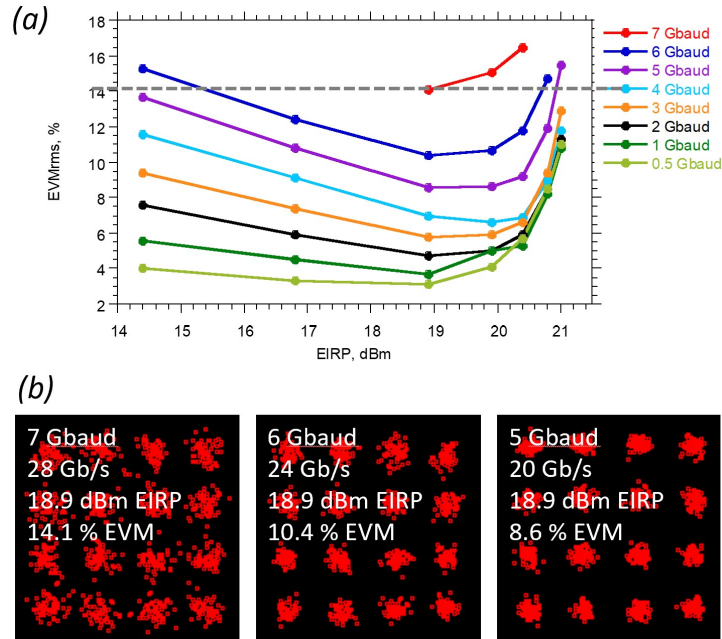 (a)
18
16
14
12
10
8
6
4
2
EVMrms, %
14 15 16 17 18 19 20 21
EIRP, dBm
7 Gbaud
6 Gbaud
5 Gbaud
4 Gbaud
3 Gbaud
2 Gbaud
1 Gbaud
0.5 Gbaud
(b)
7 Gbaud
28 Gb/s
18.9 dBm EIRP
14.1 % EVM
6 Gbaud
24 Gb/s
18.9 dBm EIRP
10.4 % EVM
5 Gbaud
20 Gb/s
18.9 dBm EIRP
8.6 % EVM